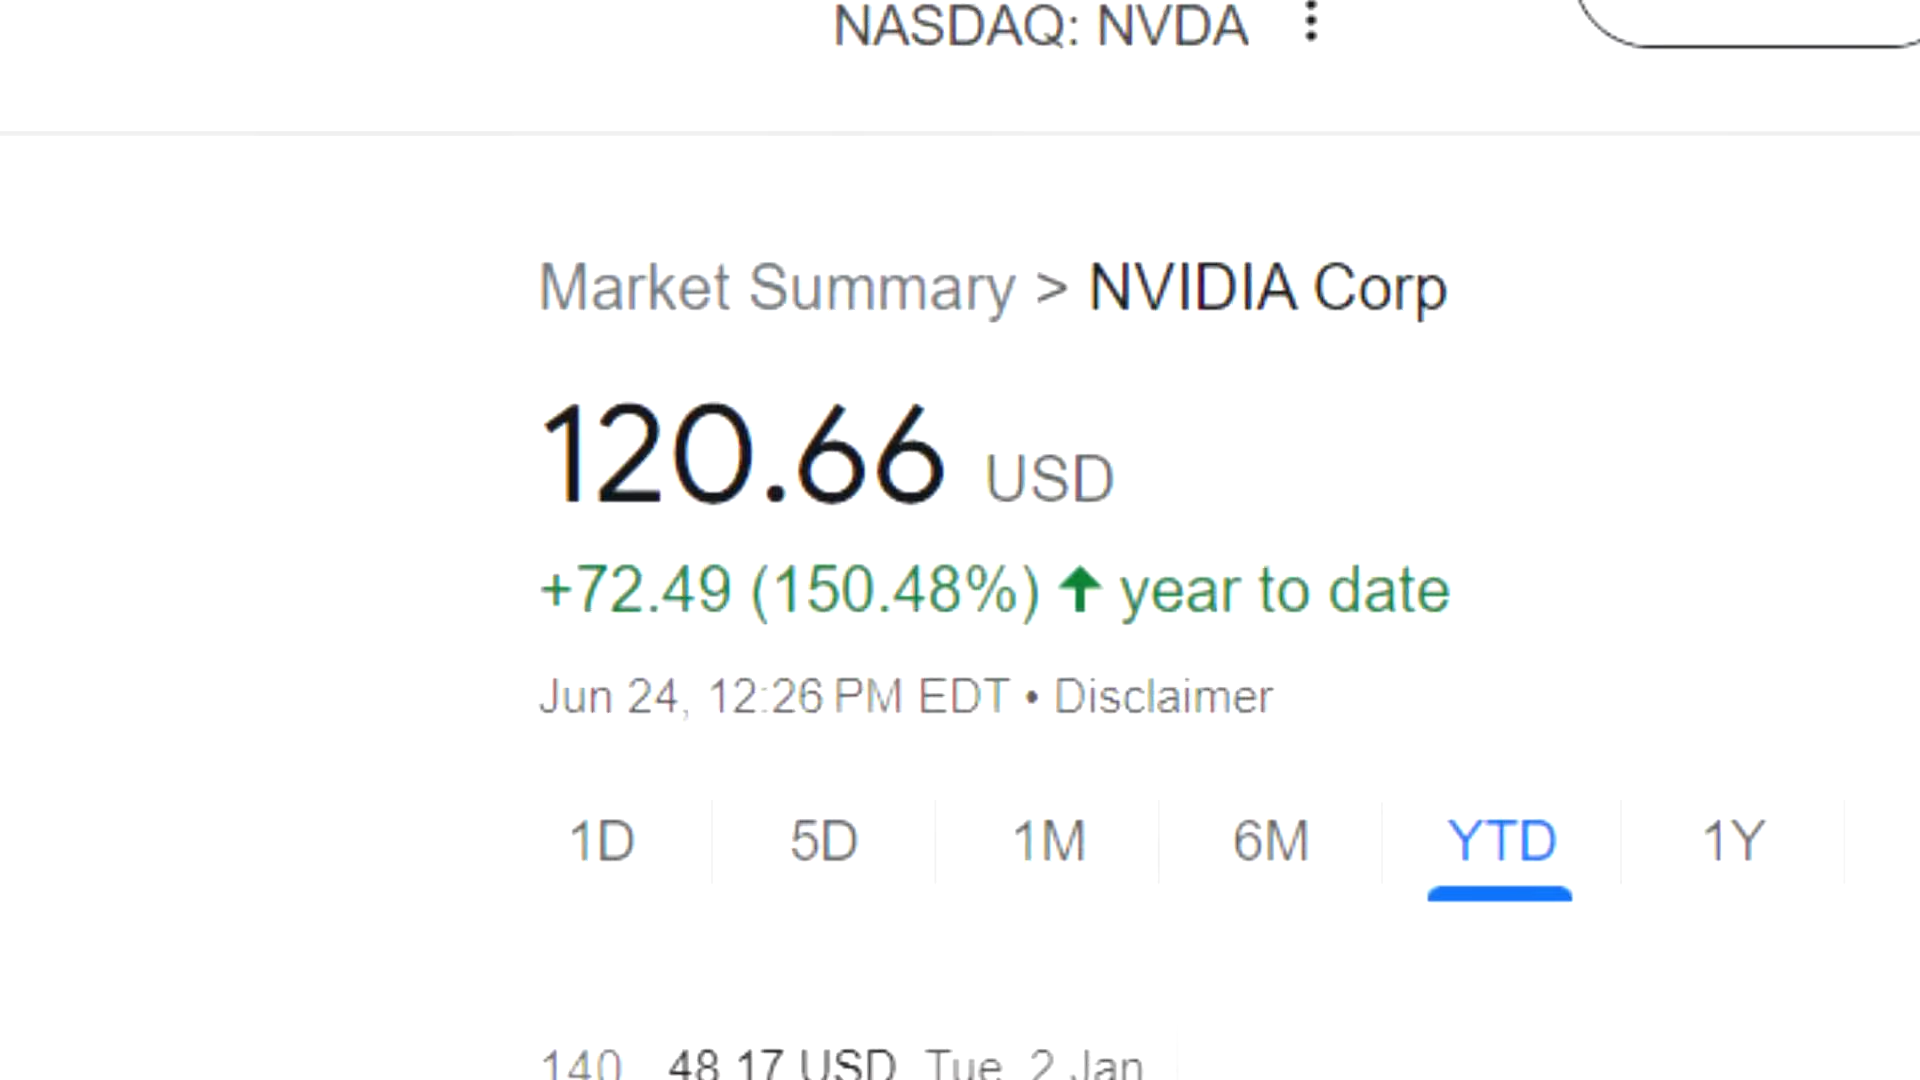 NASDAQ: NVDA
Market Summary > NVIDIA Corp
120.66 USD
+72.49 (150.48%) ↑ year to date
Jun 24, 12:26 PM EDT • Disclaimer
1D 5D 1M 6M YTD 1Y
140 48.17 USD Tue, 2 Jan